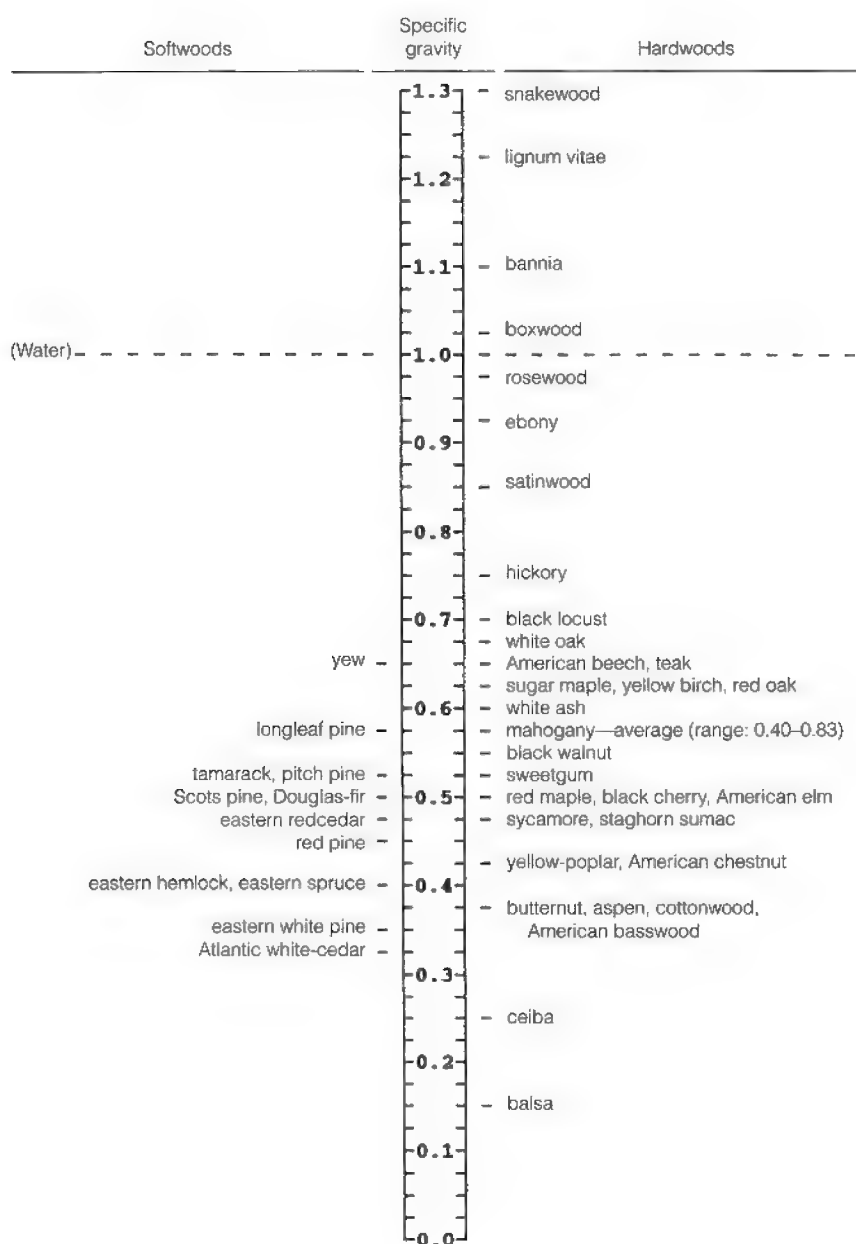 Softwoods
Specific
gravity
Hardwoods
1.3
snakewood
lignum vitae
1.2
1.1
bannia
boxwood
(Water)
1.0
rosewood
ebony
0.9
satinwood
0.8
hickory
0.7
black locust
white oak
yew
American beech, teak
sugar maple, yellow birch, red oak
0.6
white ash
longleaf pine
mahogany—average (range: 0.40–0.83)
black walnut
tamarack, pitch pine
sweetgum
Scots pine, Douglas-fir
0.5
red maple, black cherry, American elm
eastern redcedar
sycamore, staghorn sumac
red pine
yellow-poplar, American chestnut
eastern hemlock, eastern spruce
0.4
butternut, aspen, cottonwood,
American basswood
eastern white pine
Atlantic white-cedar
0.3
ceiba
0.2
balsa
0.1
0.0